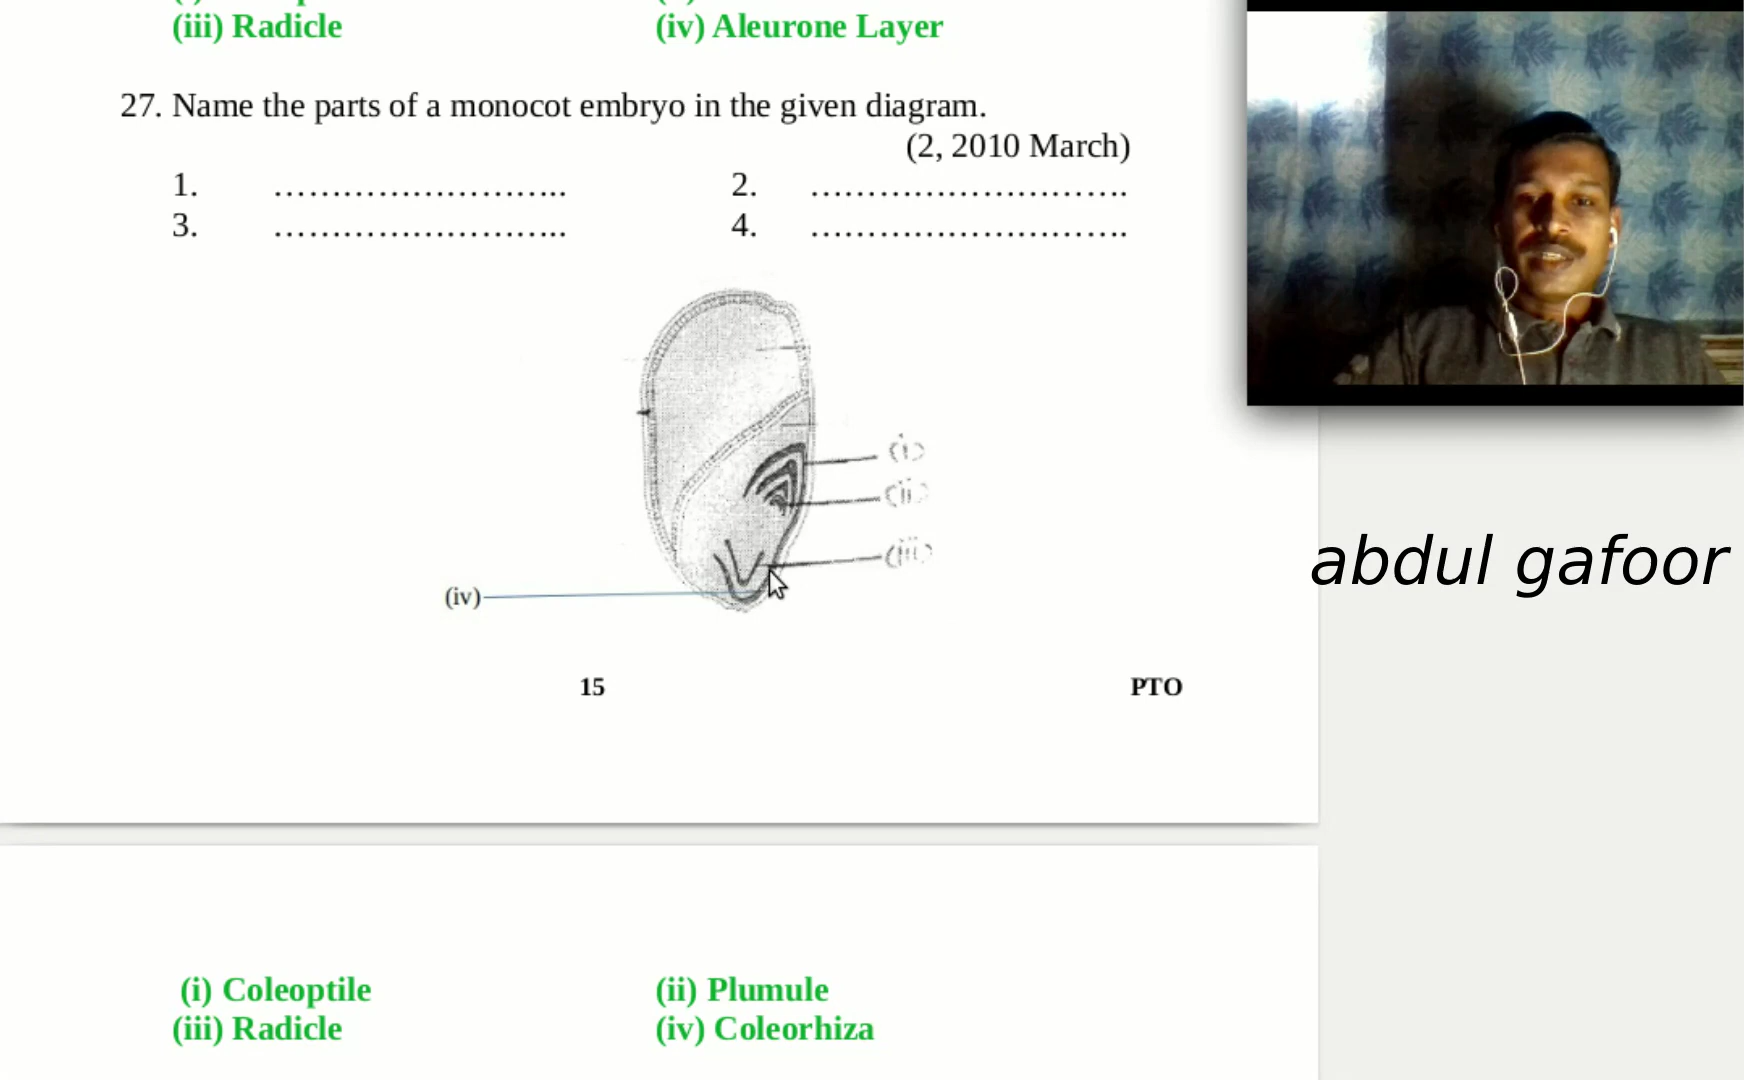 (iii) Radicle (iv) Aleurone Layer
27. Name the parts of a monocot embryo in the given diagram.
(2, 2010 March)
1. ……………………….. 2. ………………………….
3. ……………………….. 4. ………………………….
(i)
(ii)
(iii)
(iv)
abdul gafoor
15 PTO
(i) Coleoptile (ii) Plumule
(iii) Radicle (iv) Coleorhiza